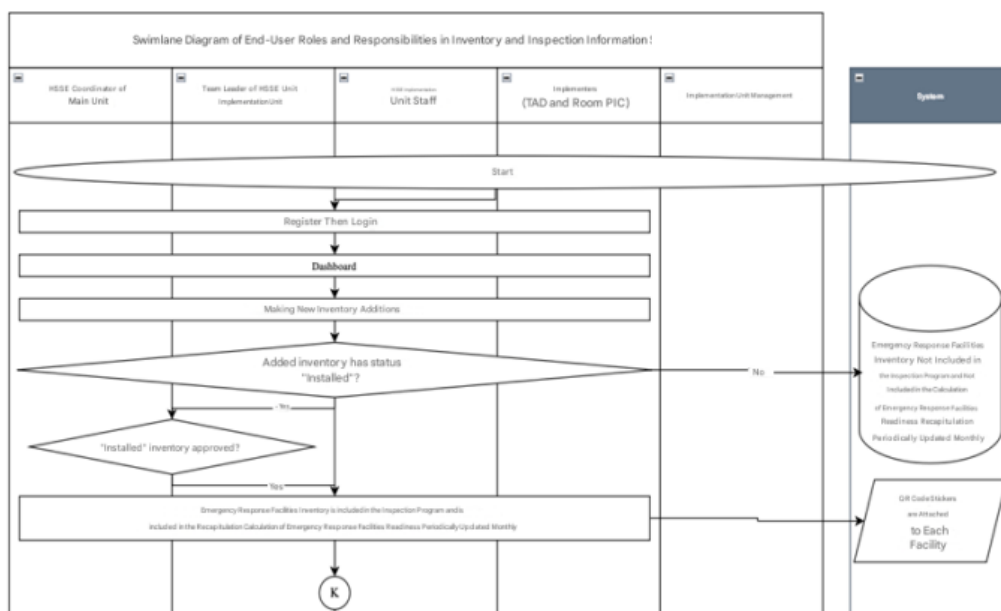 Swimlane Diagram of End-User Roles and Responsibilities in Inventory and Inspection Information
HSSE Coordinator of
Main Unit
Team Leader of HSSE Unit
Implementation Unit
HSSE Implementation
Unit Staff
Implementers
(TAD and Room PIC)
Implementation Unit Management
System
Start
Register Then Login
Dashboard
Making New Inventory Additions
Added inventory has status
"Installed"?
No
Yes
"Installed" inventory approved?
Yes
Emergency Response Facilities
Inventory Not Included in
the Inspection Program and Not
Included in the Calculation
of Emergency Response Facilities
Readiness Recapitulation
Periodically Updated Monthly
Emergency Response Facilities Inventory is included in the Inspection Program and is
included in the Recapitulation Calculation of Emergency Response Facilities Readiness Periodically Updated Monthly
QR Code Stickers
are Attached
to Each
Facility
K